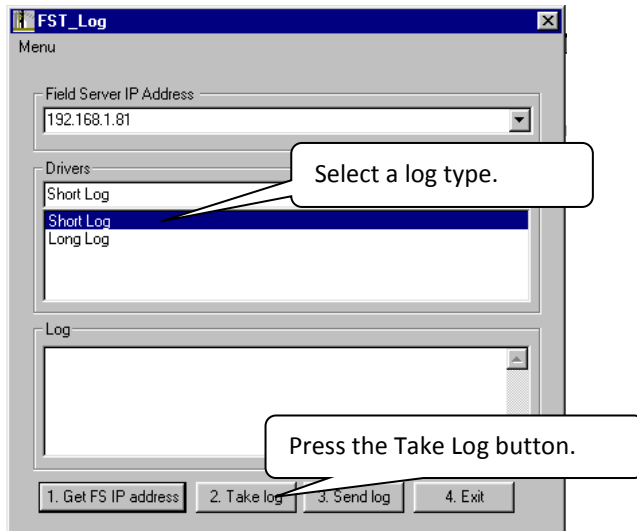 FST_Log
Menu
Field Server IP Address
192.168.1.81
Drivers
Select a log type.
Short Log
Short Log
Long Log
Log
Press the Take Log button.
1. Get FS IP address
2. Take log
3. Send log
4. Exit